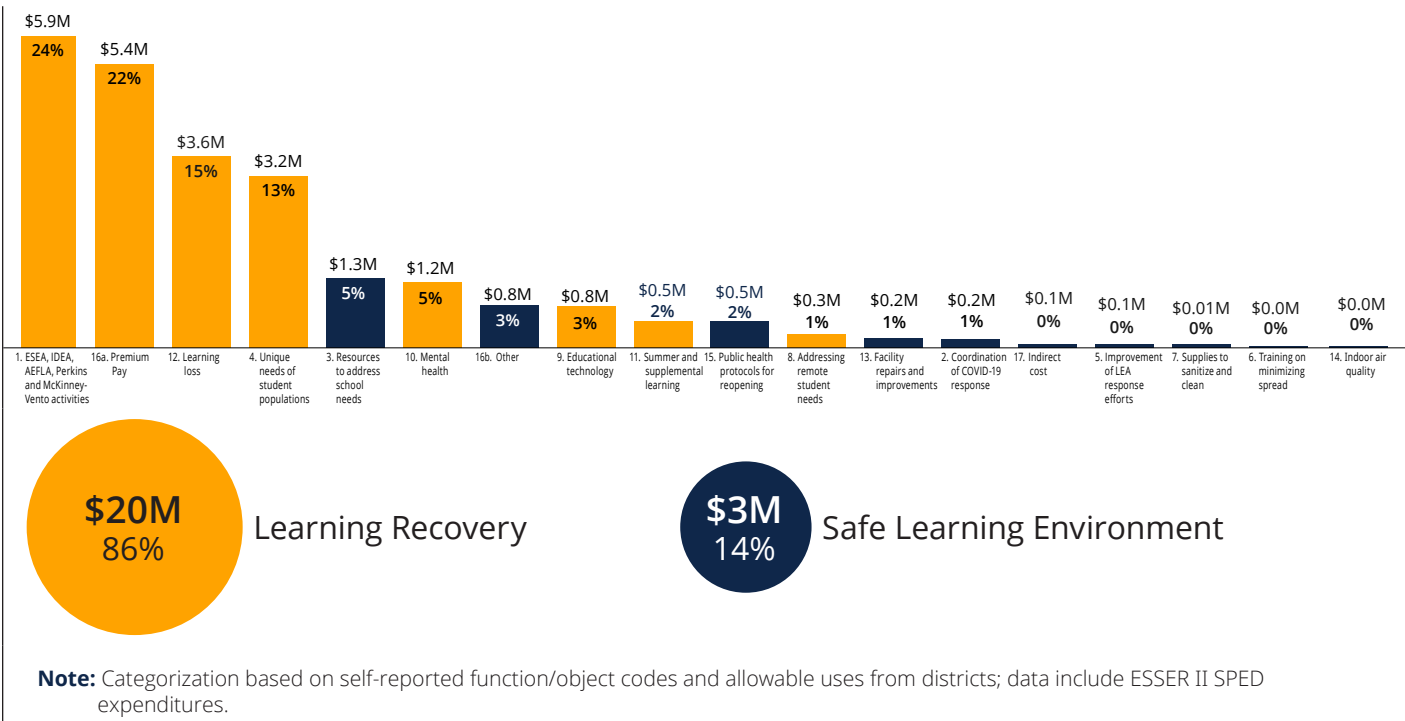 $5.9M
24%
$5.4M
22%
$3.6M
15%
$3.2M
13%
$1.3M
5%
$1.2M
5%
$0.8M
3%
$0.8M
3%
$0.5M
2%
$0.5M
2%
$0.3M
1%
$0.2M
1%
$0.2M
1%
$0.1M
0%
$0.1M
0%
$0.01M
0%
$0.0M
0%
$0.0M
0%
1. ESEA, IDEA,
AEFLA, Perkins
and McKinney-
Vento activities
16a. Premium
Pay
12. Learning
loss
4. Unique
needs of
student
populations
3. Resources
to address
school
needs
10. Mental
health
16b. Other
9. Educational
technology
11. Summer and
supplemental
learning
15. Public health
protocols for
reopening
8. Addressing
remote
student
needs
13. Facility
repairs and
improvements
2. Coordination
of COVID-19
response
17. Indirect
cost
5. Improvement
of LEA
response
efforts
7. Supplies to
sanitize and
clean
6. Training on
minimizing
spread
14. Indoor air
quality
$20M
86%
Learning Recovery
$3M
14%
Safe Learning Environment
Note: Categorization based on self-reported function/object codes and allowable uses from districts; data include ESSER II SPED
expenditures.